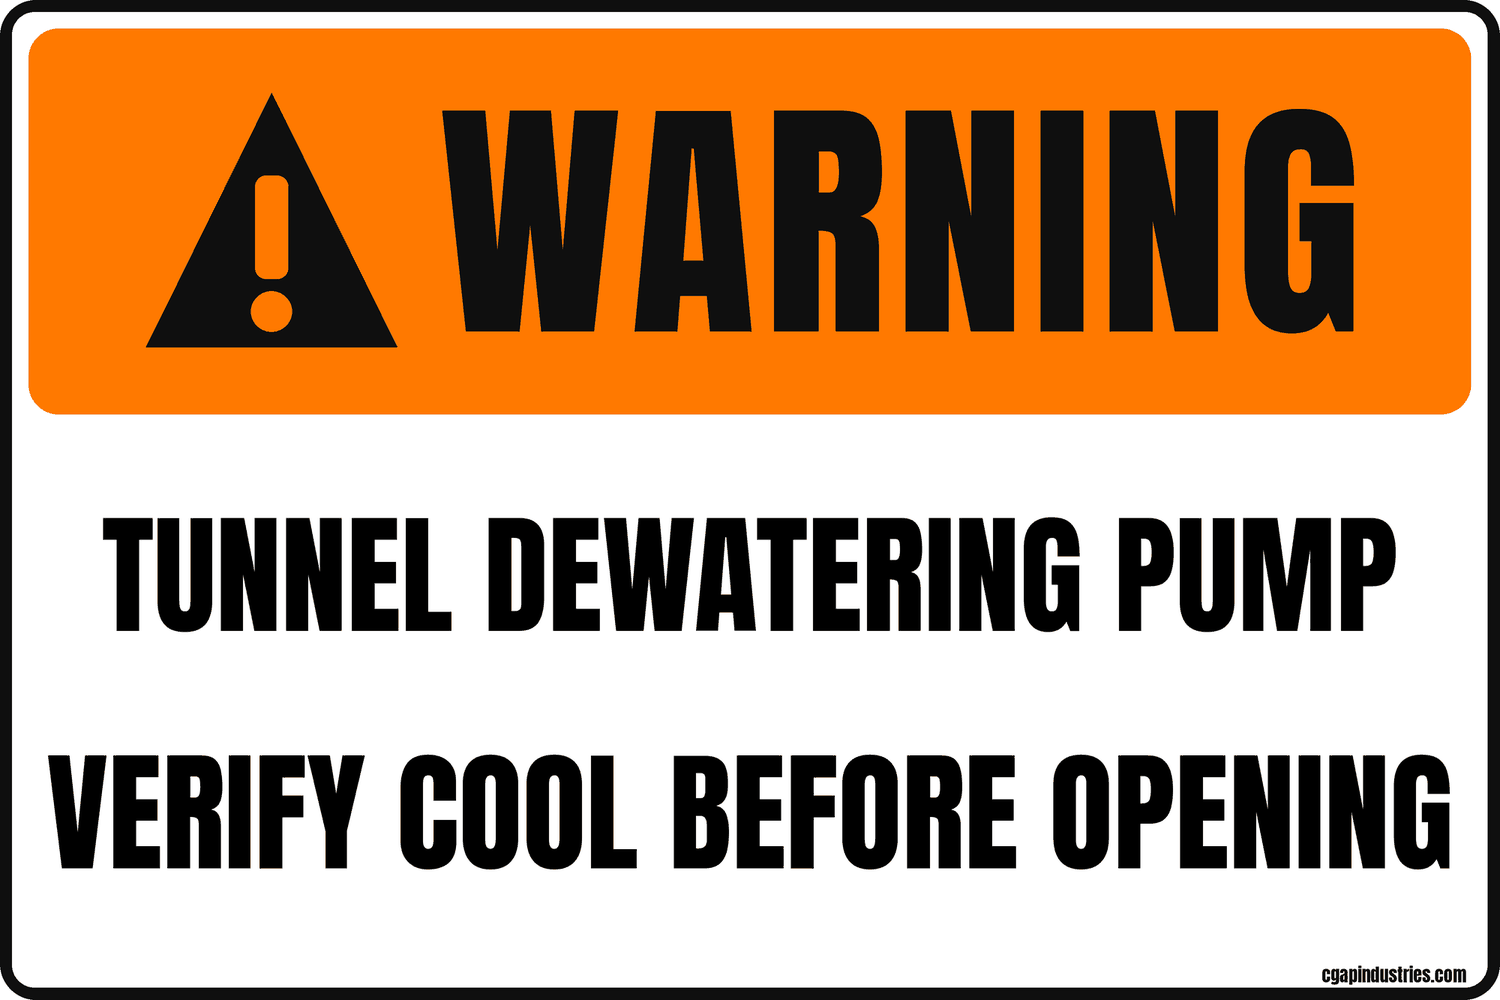 WARNING
TUNNEL DEWATERING PUMP
VERIFY COOL BEFORE OPENING
cgapindustries.com